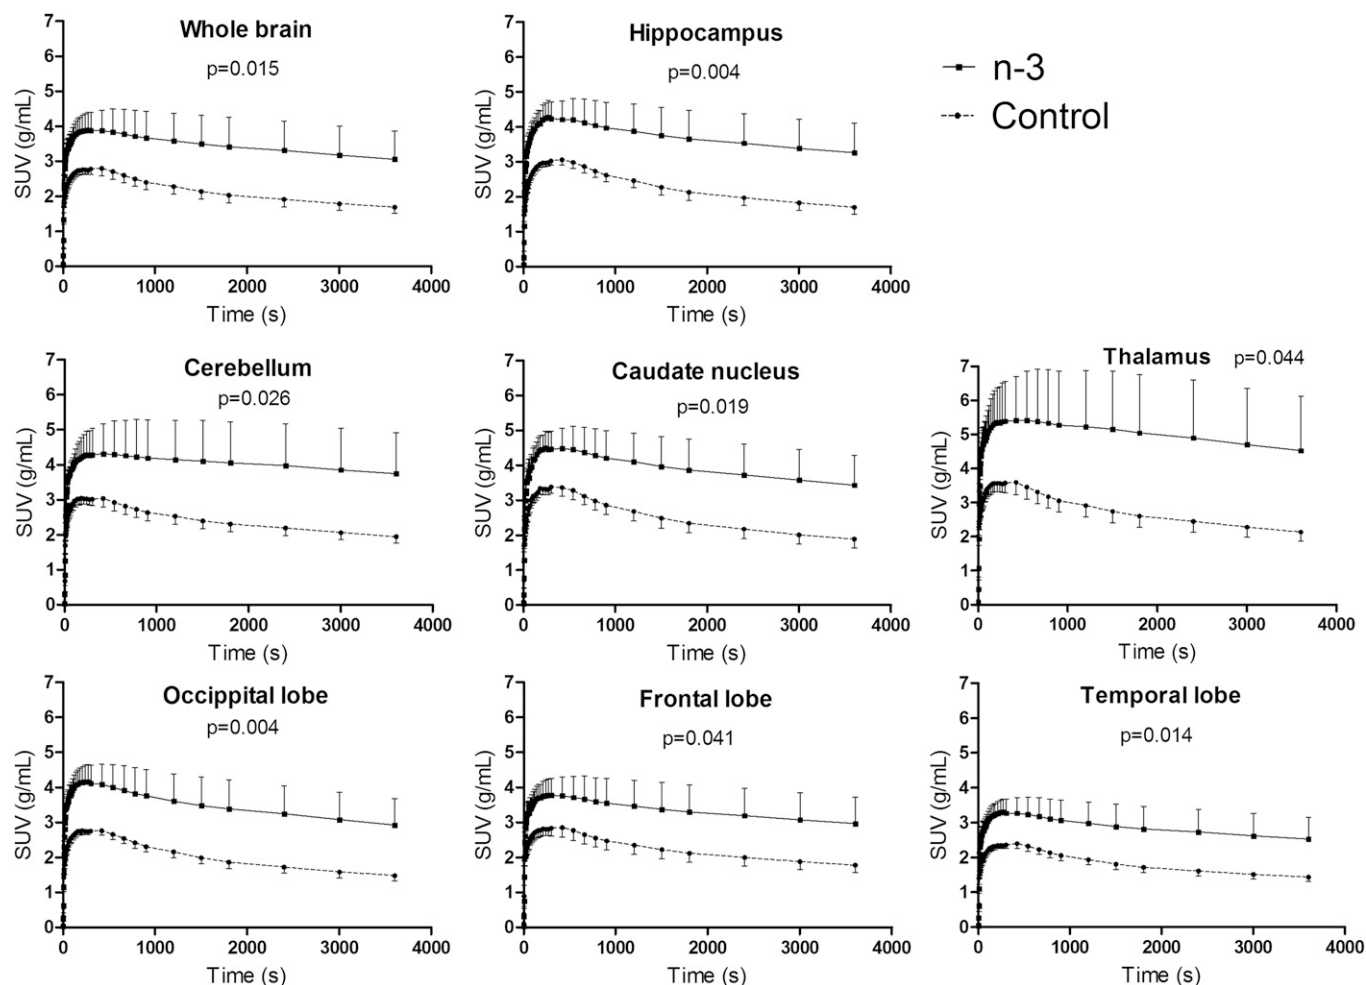 Whole brain
p=0.015
SUV (g/mL)
7
6
5
4
3
2
1
0
0 1000 2000 3000 4000
Time (s)
Hippocampus
p=0.004
SUV (g/mL)
7
6
5
4
3
2
1
0
0 1000 2000 3000 4000
Time (s)
n-3
Control
Cerebellum
p=0.026
SUV (g/mL)
7
6
5
4
3
2
1
0
0 1000 2000 3000 4000
Time (s)
Caudate nucleus
p=0.019
SUV (g/mL)
7
6
5
4
3
2
1
0
0 1000 2000 3000 4000
Time (s)
Thalamus p=0.044
SUV (g/mL)
7
6
5
4
3
2
1
0
0 1000 2000 3000 4000
Time (s)
Occippital lobe
p=0.004
SUV (g/mL)
7
6
5
4
3
2
1
0
0 1000 2000 3000 4000
Time (s)
Frontal lobe
p=0.041
SUV (g/mL)
7
6
5
4
3
2
1
0
0 1000 2000 3000 4000
Time (s)
Temporal lobe
p=0.014
SUV (g/mL)
7
6
5
4
3
2
1
0
0 1000 2000 3000 4000
Time (s)